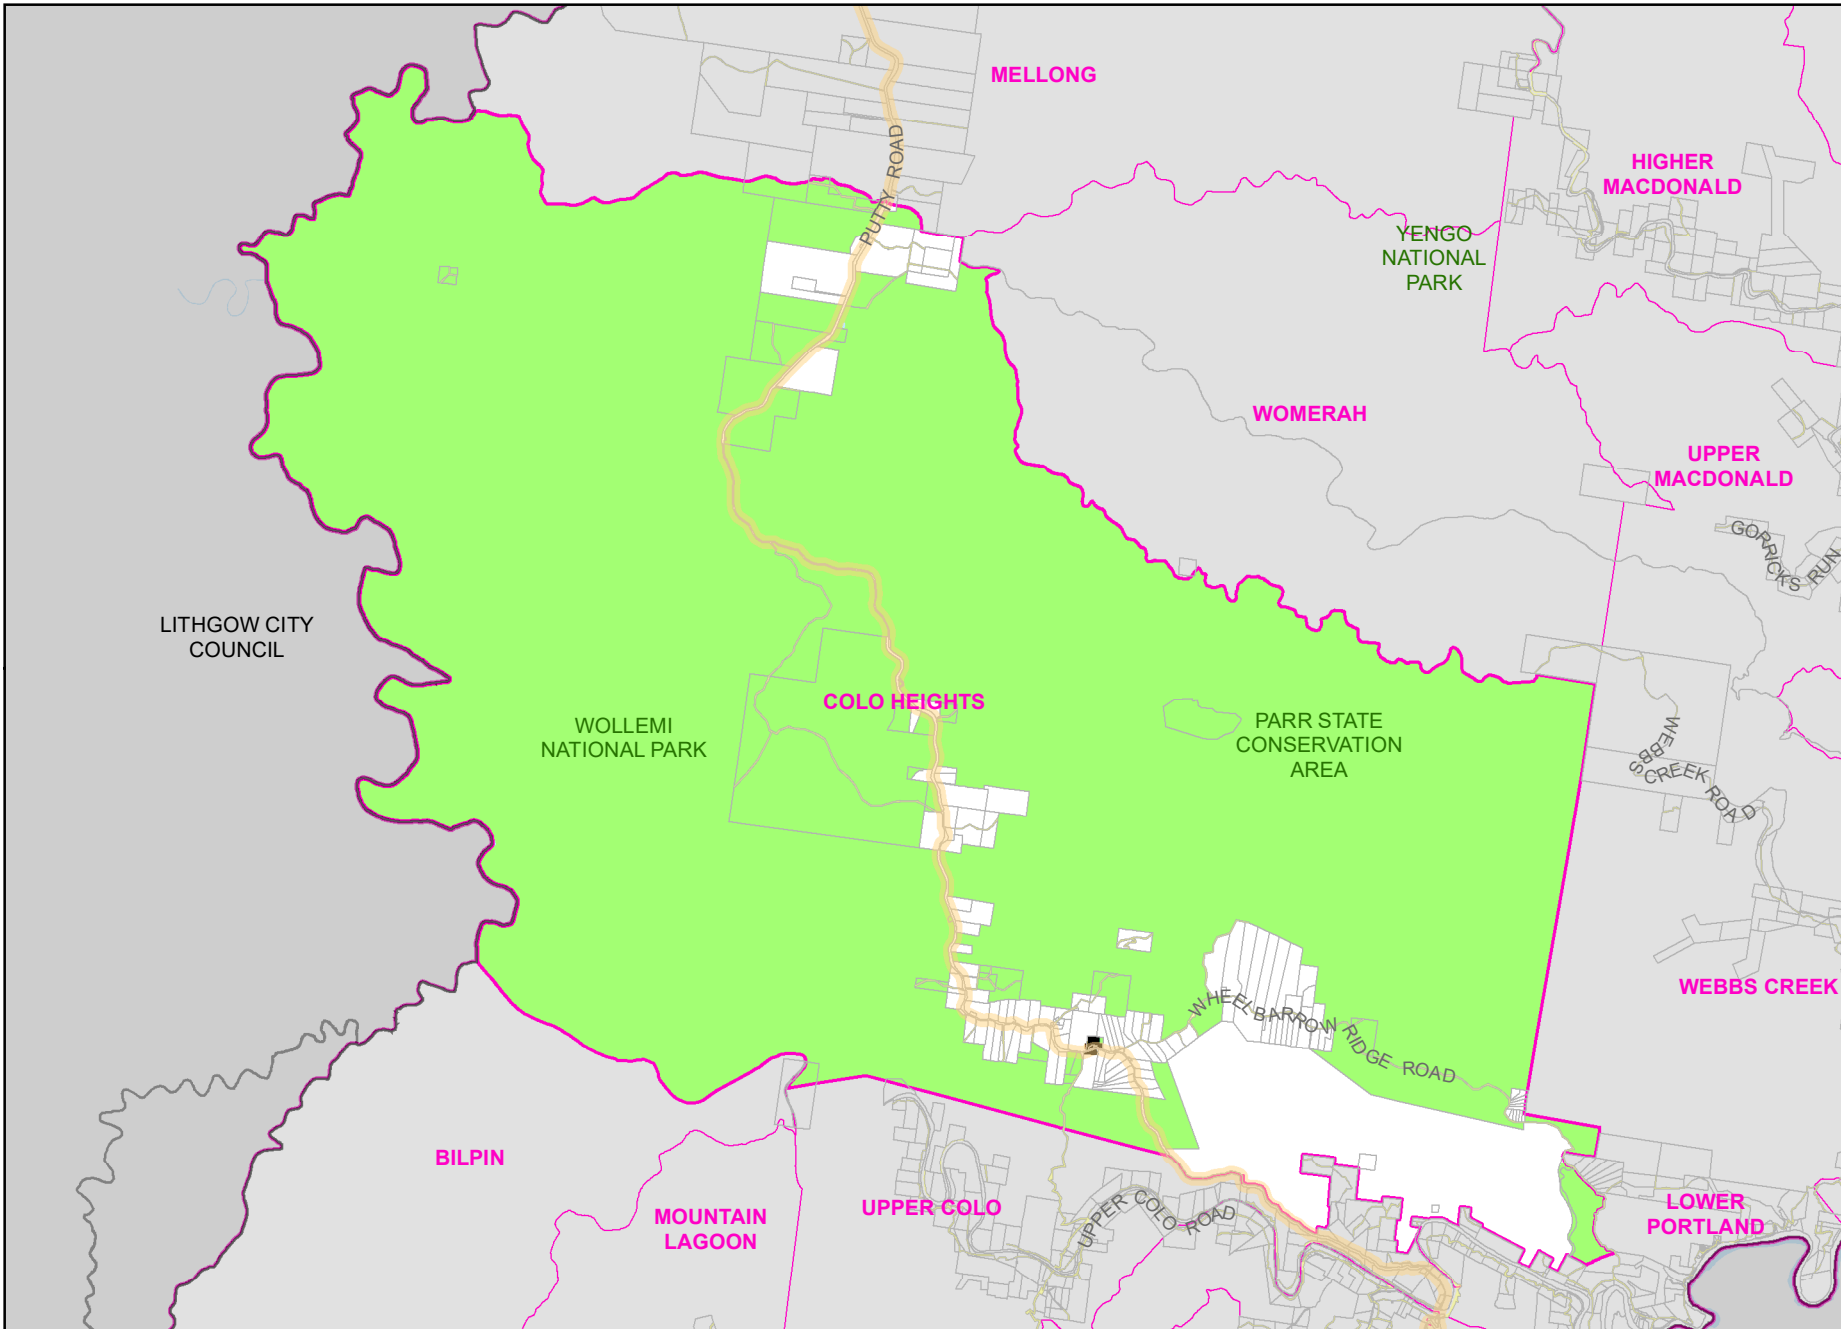 MELLONG
PUTTY ROAD
HIGHER
MACDONALD
YENGO
NATIONAL
PARK
WOMERAH
UPPER
MACDONALD
GORRICKS RUN
LITHGOW CITY
COUNCIL
COLO HEIGHTS
WOLLEMI
NATIONAL PARK
PARR STATE
CONSERVATION
AREA
WEBBS CREEK ROAD
WEBBS CREEK
WHEELBARROW RIDGE ROAD
BILPIN
MOUNTAIN
LAGOON
UPPER COLO
UPPER COLO ROAD
LOWER
PORTLAND